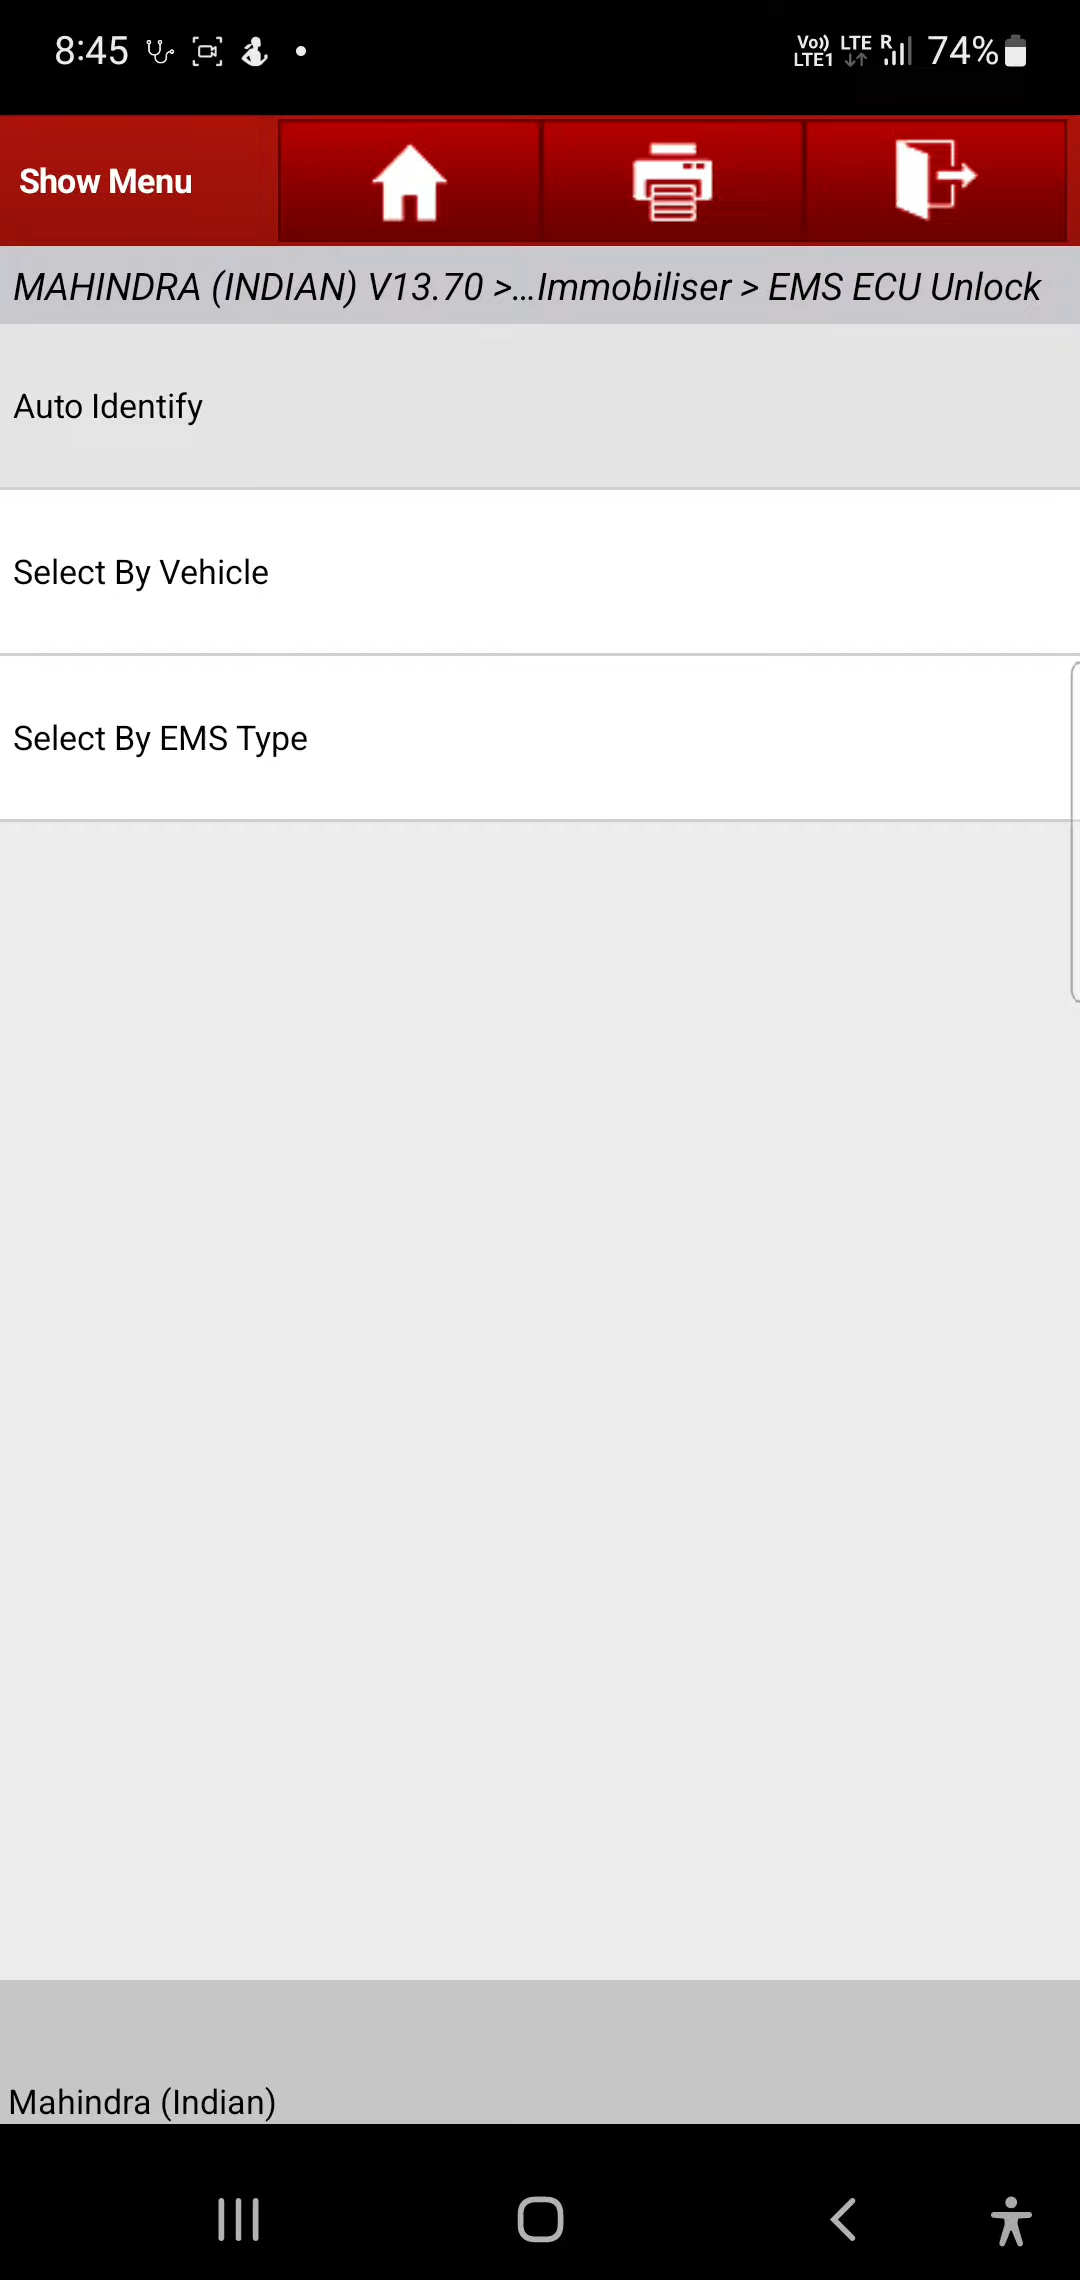 8:45
Vo)) LTE1 LTE R 74%
Show Menu
MAHINDRA (INDIAN) V13.70 >...Immobiliser > EMS ECU Unlock
Auto Identify
Select By Vehicle
Select By EMS Type
Mahindra (Indian)